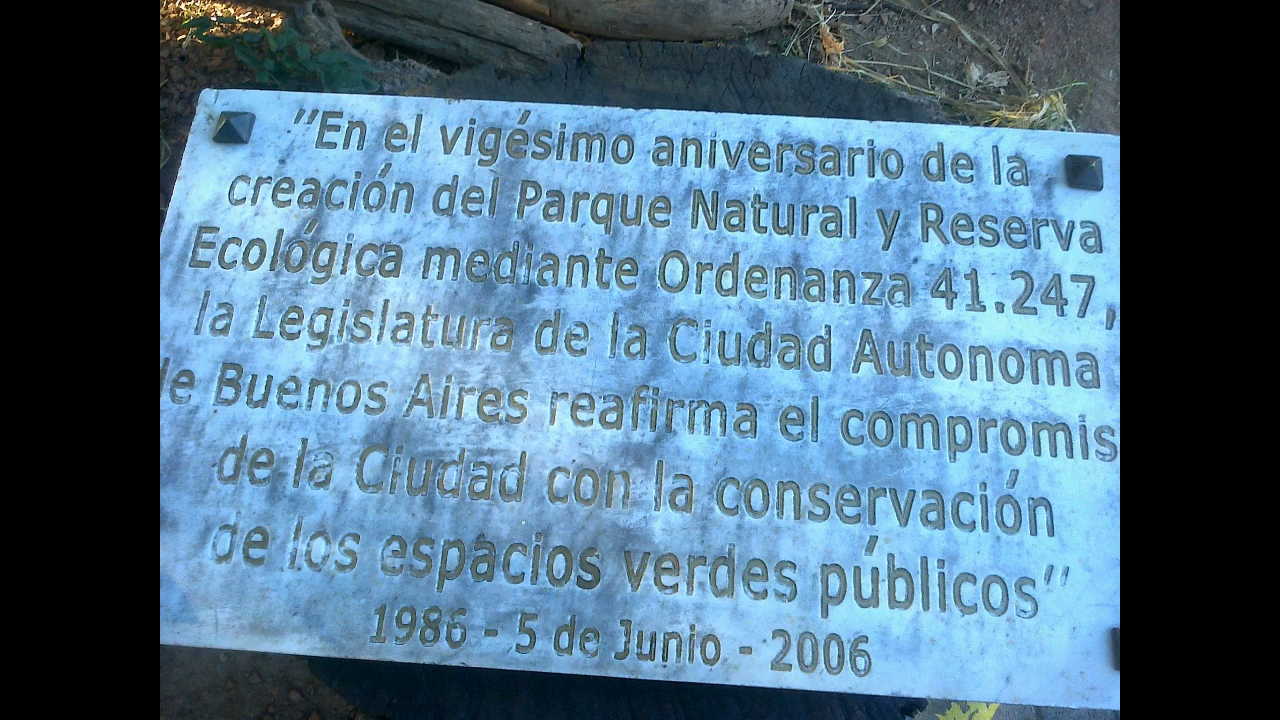 "En el vigésimo aniversario de la
creación del Parque Natural y Reserva
Ecológica mediante Ordenanza 41.247,
la Legislatura de la Ciudad Autonoma
de Buenos Aires reafirma el compromis
de la Ciudad con la conservación
de los espacios verdes públicos"
1986 - 5 de Junio - 2006